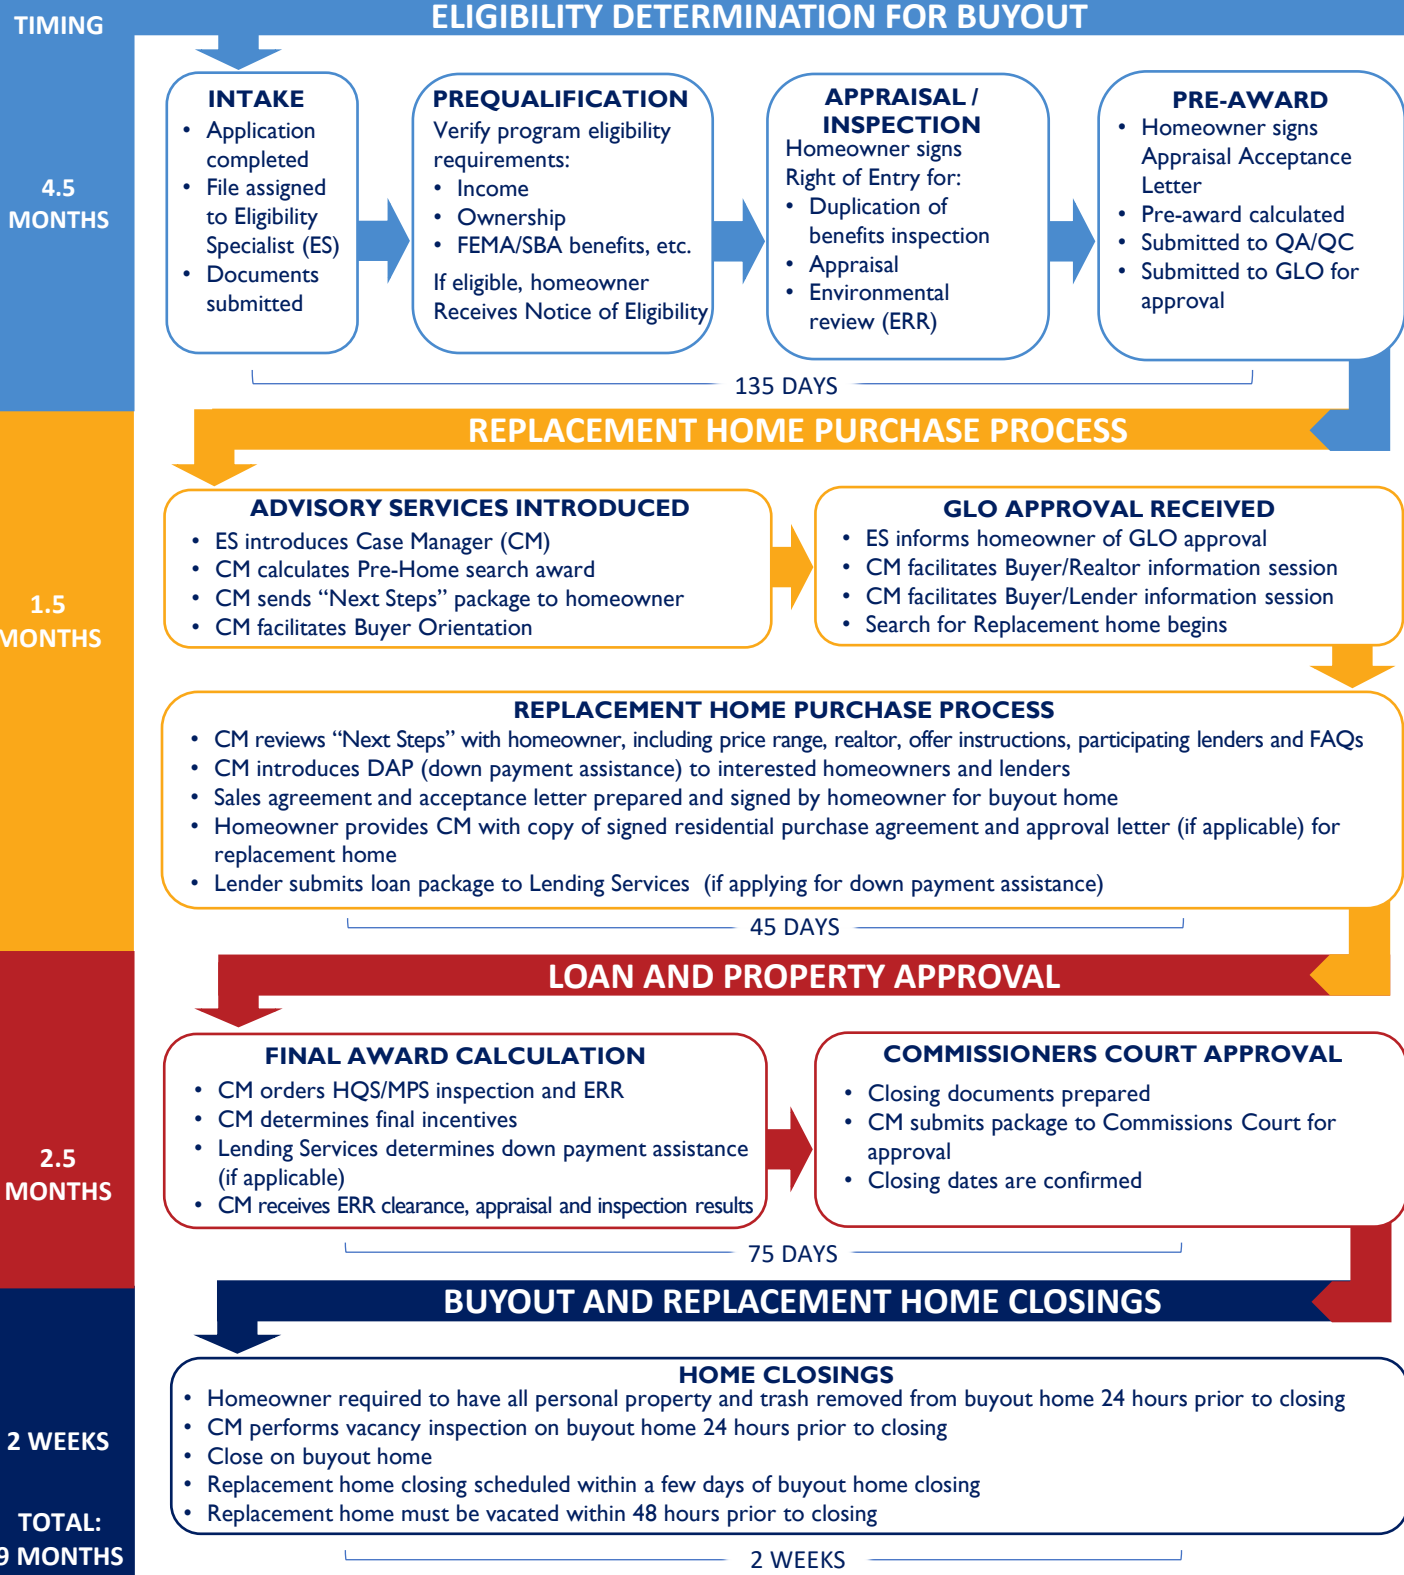 TIMING
ELIGIBILITY DETERMINATION FOR BUYOUT
4.5
MONTHS
INTAKE
• Application
completed
• File assigned
to Eligibility
Specialist (ES)
• Documents
submitted
PREQUALIFICATION
Verify program eligibility
requirements:
• Income
• Ownership
• FEMA/SBA benefits, etc.
If eligible, homeowner
Receives Notice of Eligibility
APPRAISAL /
INSPECTION
Homeowner signs
Right of Entry for:
• Duplication of
benefits inspection
• Appraisal
• Environmental
review (ERR)
PRE-AWARD
• Homeowner signs
Appraisal Acceptance
Letter
• Pre-award calculated
• Submitted to QA/QC
• Submitted to GLO for
approval
135 DAYS
REPLACEMENT HOME PURCHASE PROCESS
1.5
MONTHS
ADVISORY SERVICES INTRODUCED
• ES introduces Case Manager (CM)
• CM calculates Pre-Home search award
• CM sends “Next Steps” package to homeowner
• CM facilitates Buyer Orientation
GLO APPROVAL RECEIVED
• ES informs homeowner of GLO approval
• CM facilitates Buyer/Realtor information session
• CM facilitates Buyer/Lender information session
• Search for Replacement home begins
REPLACEMENT HOME PURCHASE PROCESS
• CM reviews “Next Steps” with homeowner, including price range, realtor, offer instructions, participating lenders and FAQs
• CM introduces DAP (down payment assistance) to interested homeowners and lenders
• Sales agreement and acceptance letter prepared and signed by homeowner for buyout home
• Homeowner provides CM with copy of signed residential purchase agreement and approval letter (if applicable) for
replacement home
• Lender submits loan package to Lending Services (if applying for down payment assistance)
45 DAYS
LOAN AND PROPERTY APPROVAL
2.5
MONTHS
FINAL AWARD CALCULATION
• CM orders HQS/MPS inspection and ERR
• CM determines final incentives
• Lending Services determines down payment assistance
(if applicable)
• CM receives ERR clearance, appraisal and inspection results
COMMISSIONERS COURT APPROVAL
• Closing documents prepared
• CM submits package to Commissions Court for
approval
• Closing dates are confirmed
75 DAYS
BUYOUT AND REPLACEMENT HOME CLOSINGS
2 WEEKS
HOME CLOSINGS
• Homeowner required to have all personal property and trash removed from buyout home 24 hours prior to closing
• CM performs vacancy inspection on buyout home 24 hours prior to closing
• Close on buyout home
• Replacement home closing scheduled within a few days of buyout home closing
• Replacement home must be vacated within 48 hours prior to closing
TOTAL:
9 MONTHS
2 WEEKS